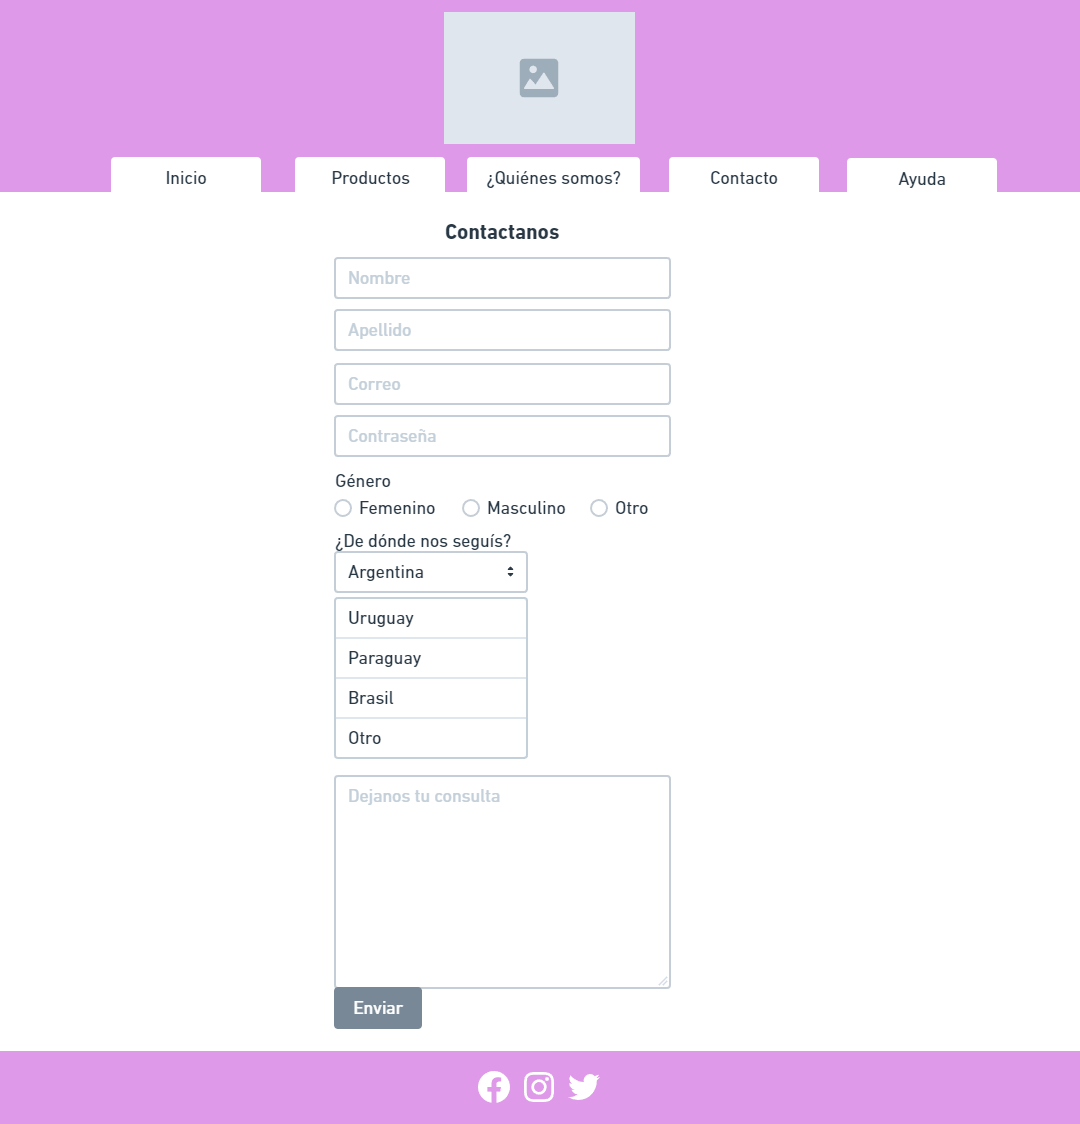 Inicio Productos ¿Quiénes somos? Contacto Ayuda
Contactanos
Nombre
Apellido
Correo
Contraseña
Género
Femenino Masculino Otro
¿De dónde nos seguís?
Argentina
Uruguay
Paraguay
Brasil
Otro
Dejanos tu consulta
Enviar